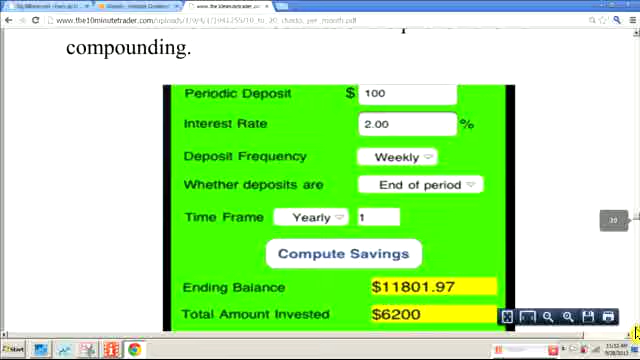 www.the10minutetrader.com
compounding.
Periodic Deposit $ 100
Interest Rate 2.00 %
Deposit Frequency Weekly
Whether deposits are End of period
Time Frame Yearly 1
Compute Savings
Ending Balance $11801.97
Total Amount Invested $6200
20
start